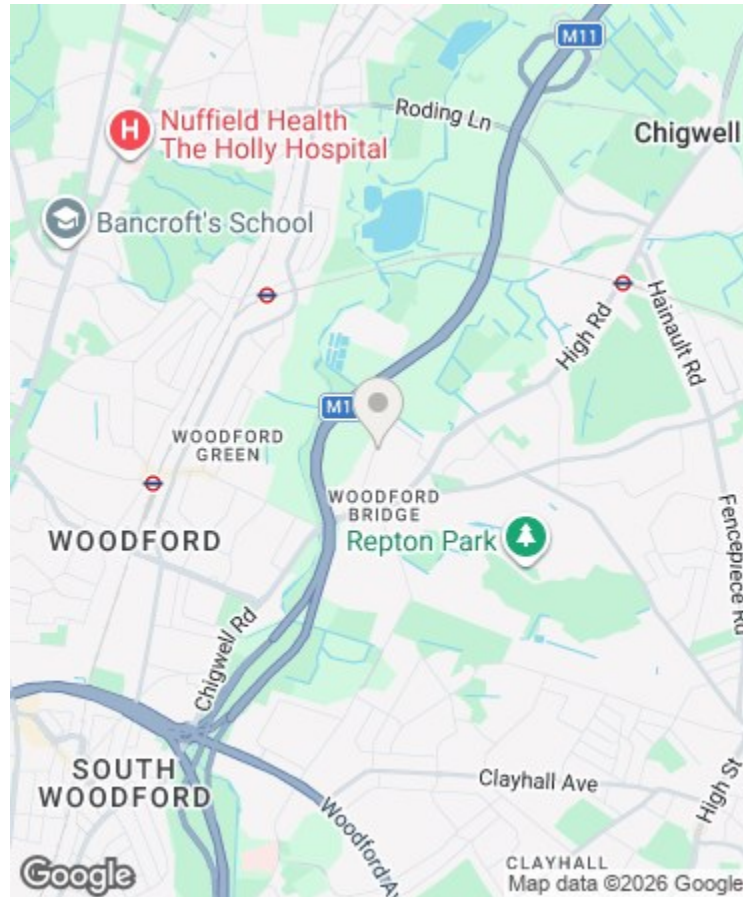 M11
Roding Ln
Chigwell
H
Nuffield Health
The Holly Hospital
Bancroft's School
High Rd
Hainault Rd
M1
WOODFORD
GREEN
WOODFORD
BRIDGE
WOODFORD
Repton Park
Fencepiece Rd
Chigwell Rd
SOUTH
WOODFORD
Woodford Av
Clayhall Ave
High St
CLAYHALL
Google
Map data ©2026 Google